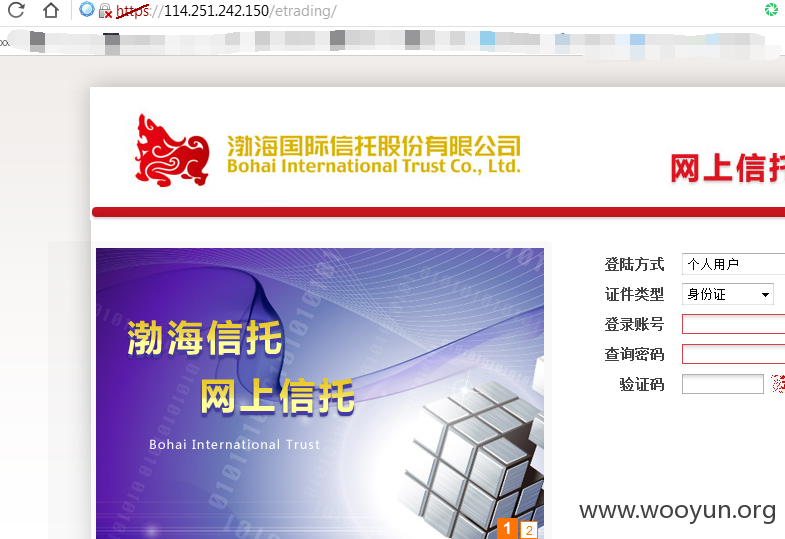 https://114.251.242.150/etrading/
渤海国际信托股份有限公司
Bohai International Trust Co., Ltd.
网上信托
渤海信托
网上信托
Bohai International Trust
1 2
登陆方式 个人用户
证件类型 身份证
登录账号
查询密码
验证码
www.wooyun.org